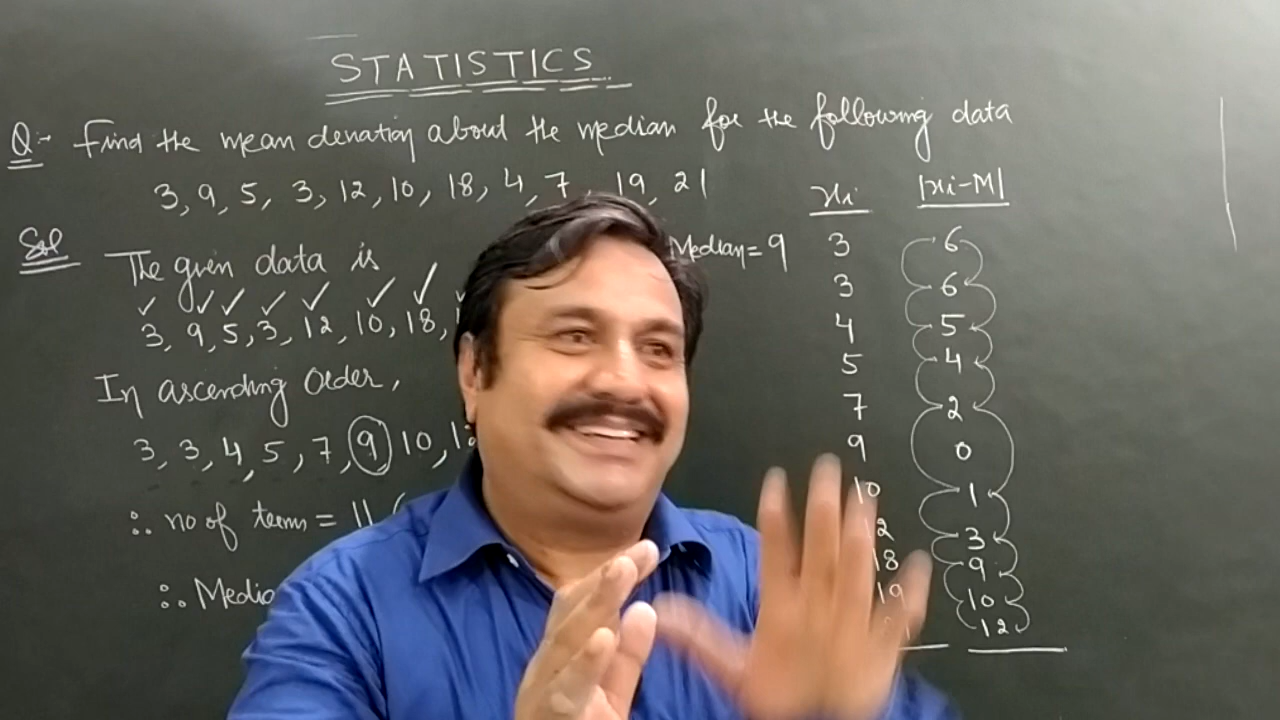 STATISTICS
Q:- Find the mean deviation about the median for the following data
3, 9, 5, 3, 12, 10, 18, 4, 7, 19, 21
Sol
The given data is
3, 9, 5, 3, 12, 10, 18,
In ascending Order,
3, 3, 4, 5, 7, 9 10,
∴ no of terms = 11
∴ Media
Median = 9
xi |xi-M|
3 6
3 6
4 5
5 4
7 2
9 0
10 1
12 3
18 9
19 10
12